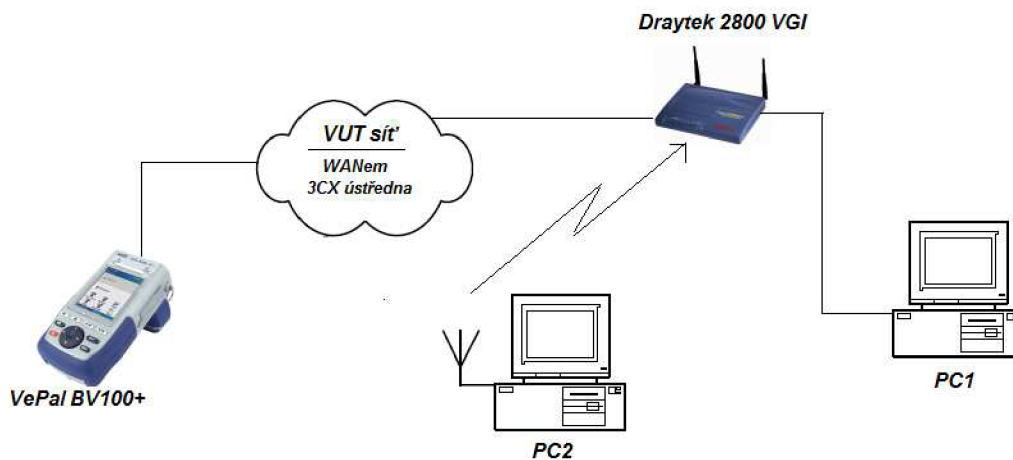 Draytek 2800 VGI
VUT síť
WANem
3CX ústředna
VePal BV100+
PC2
PC1